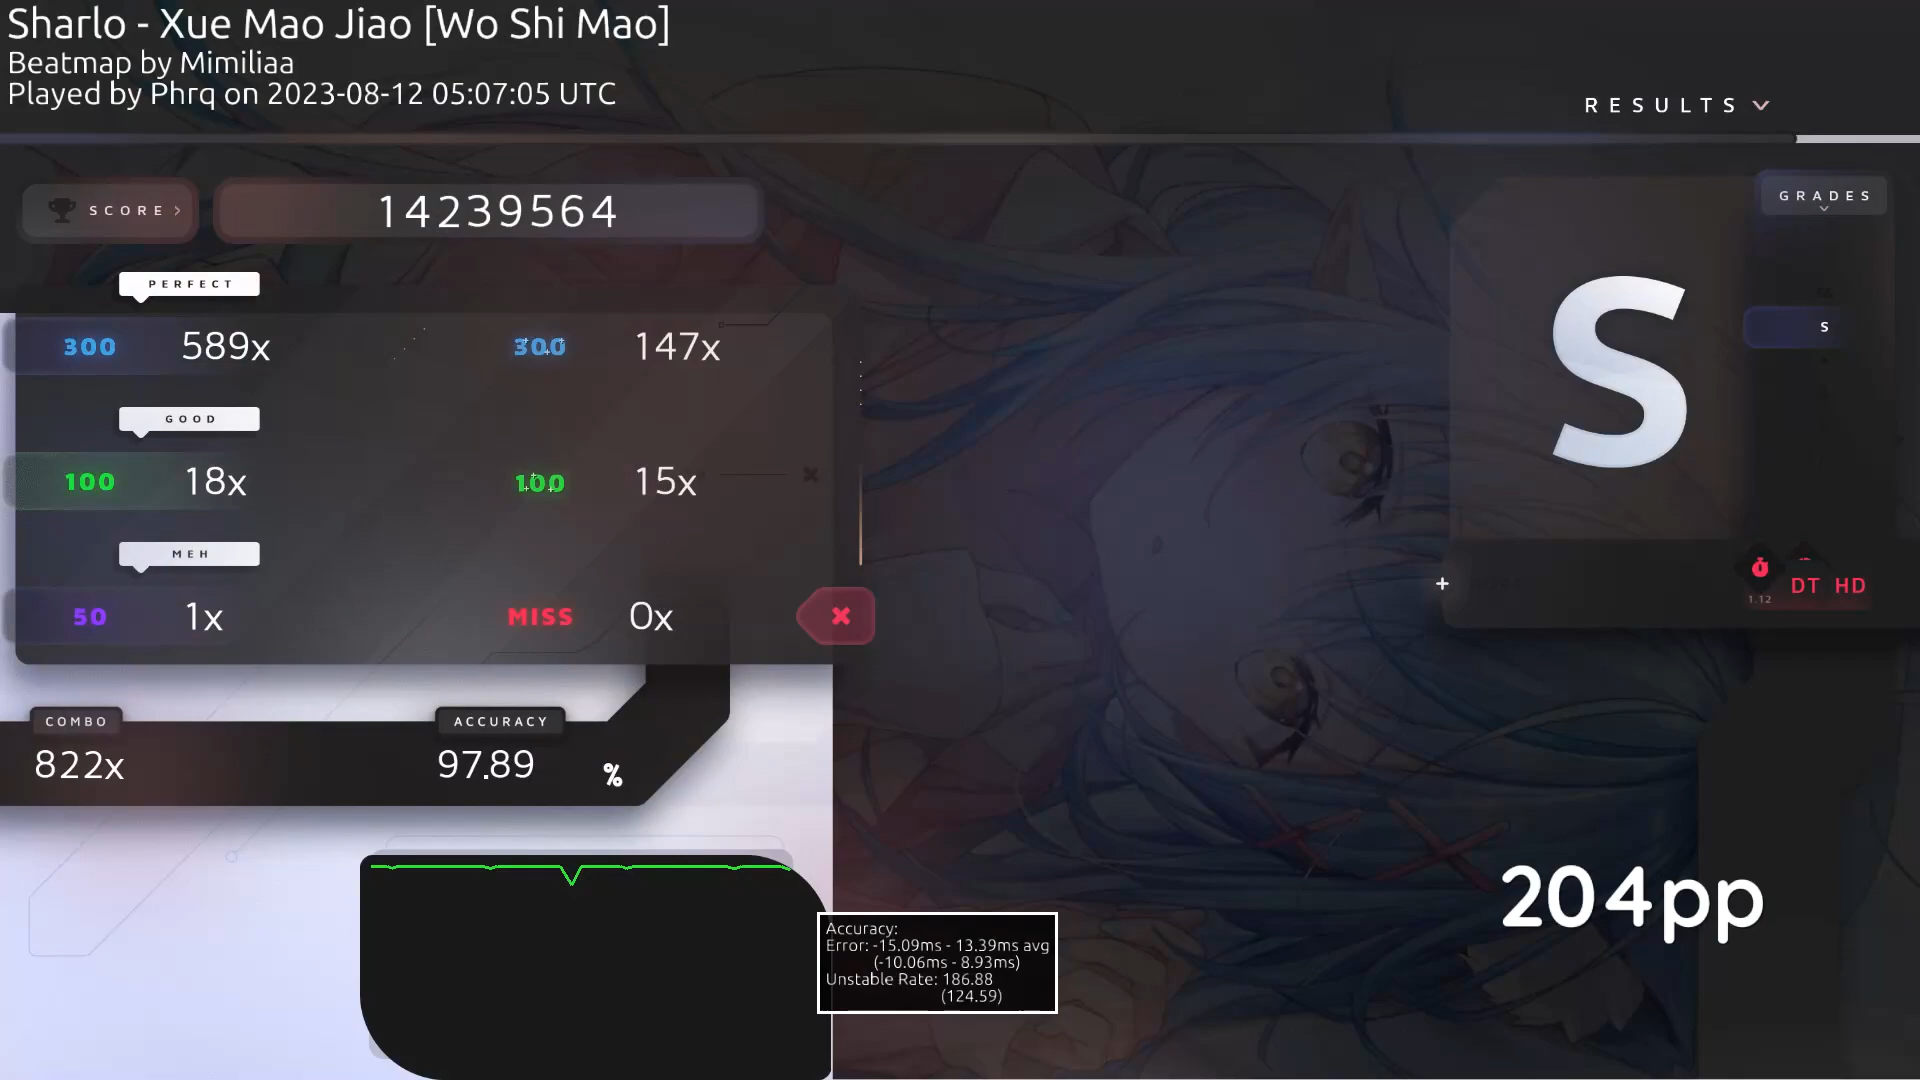 Sharlo - Xue Mao Jiao [Wo Shi Mao]
Beatmap by Mimiliaa
Played by Phrq on 2023-08-12 05:07:05 UTC
RESULTS
SCORE
14239564
GRADES
PERFECT
300 589x 300 147x
S
S
GOOD
100 18x 100 15x
MEH
50 1x MISS 0x
1.12
DT HD
COMBO
822x
ACCURACY
97.89 %
204pp
Accuracy:
Error: -15.09ms - 13.39ms avg
(-10.06ms - 8.93ms)
Unstable Rate: 186.88
(124.59)